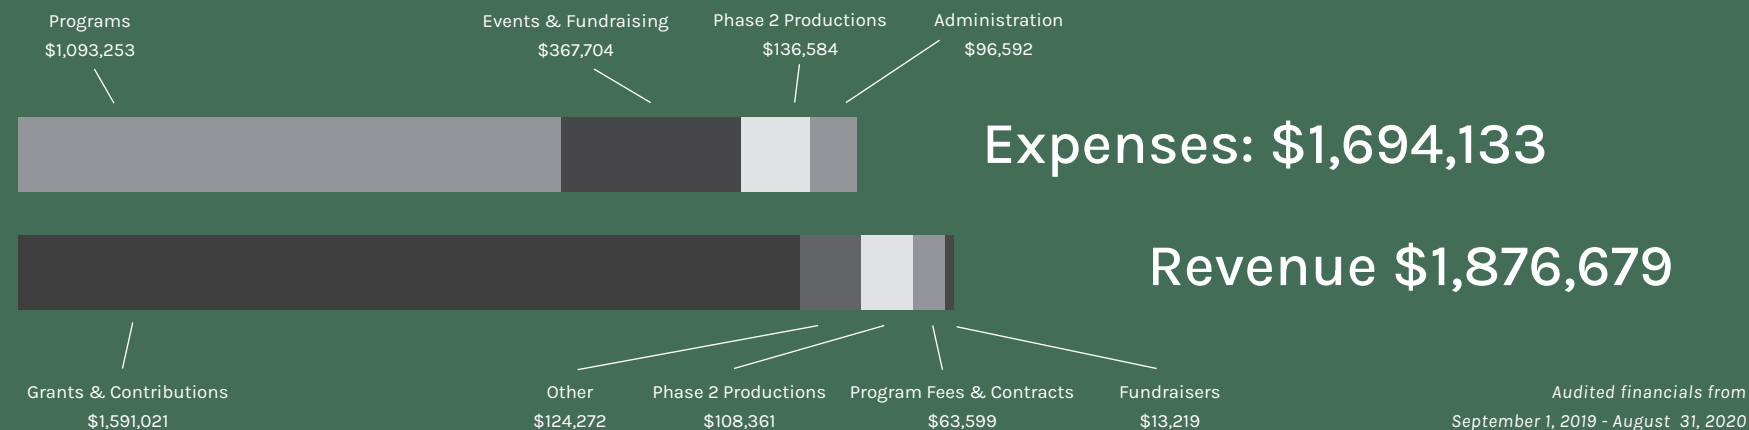 Programs
$1,093,253
Events & Fundraising
$367,704
Phase 2 Productions
$136,584
Administration
$96,592
Expenses: $1,694,133
Revenue $1,876,679
Grants & Contributions
$1,591,021
Other
$124,272
Phase 2 Productions
$108,361
Program Fees & Contracts
$63,599
Fundraisers
$13,219
Audited financials from
September 1, 2019 - August 31, 2020